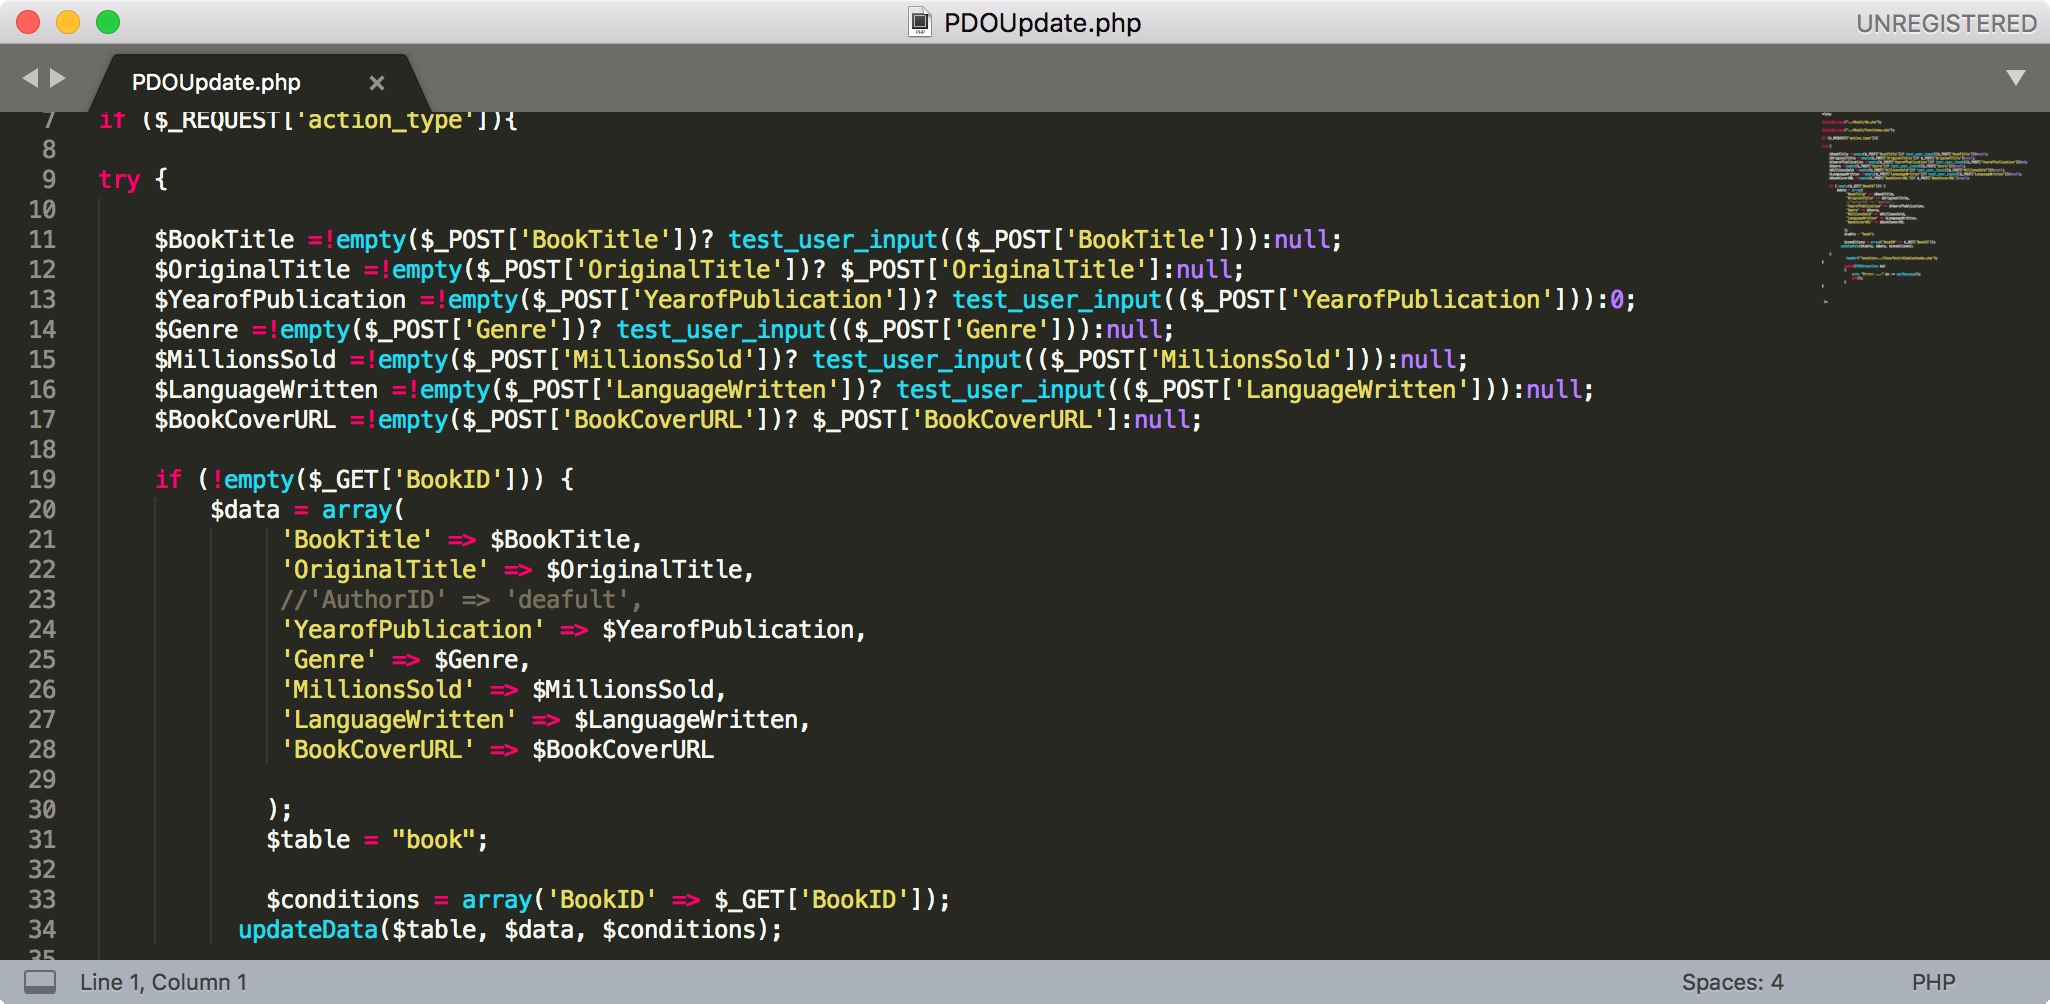 PDOUpdate.php
UNREGISTERED
PDOUpdate.php ×
7 if ($_REQUEST['action_type']){
8
9 try {
10
11 $BookTitle =!empty($_POST['BookTitle'])? test_user_input(($_POST['BookTitle'])):null;
12 $OriginalTitle =!empty($_POST['OriginalTitle'])? $_POST['OriginalTitle']:null;
13 $YearofPublication =!empty($_POST['YearofPublication'])? test_user_input(($_POST['YearofPublication'])):0;
14 $Genre =!empty($_POST['Genre'])? test_user_input(($_POST['Genre'])):null;
15 $MillionsSold =!empty($_POST['MillionsSold'])? test_user_input(($_POST['MillionsSold'])):null;
16 $LanguageWritten =!empty($_POST['LanguageWritten'])? test_user_input(($_POST['LanguageWritten'])):null;
17 $BookCoverURL =!empty($_POST['BookCoverURL'])? $_POST['BookCoverURL']:null;
18
19 if (!empty($_GET['BookID'])) {
20 $data = array(
21 'BookTitle' => $BookTitle,
22 'OriginalTitle' => $OriginalTitle,
23 //'AuthorID' => 'deafult',
24 'YearofPublication' => $YearofPublication,
25 'Genre' => $Genre,
26 'MillionsSold' => $MillionsSold,
27 'LanguageWritten' => $LanguageWritten,
28 'BookCoverURL' => $BookCoverURL
29
30 );
31 $table = "book";
32
33 $conditions = array('BookID' => $_GET['BookID']);
34 updateData($table, $data, $conditions);
35
Line 1, Column 1
Spaces: 4
PHP